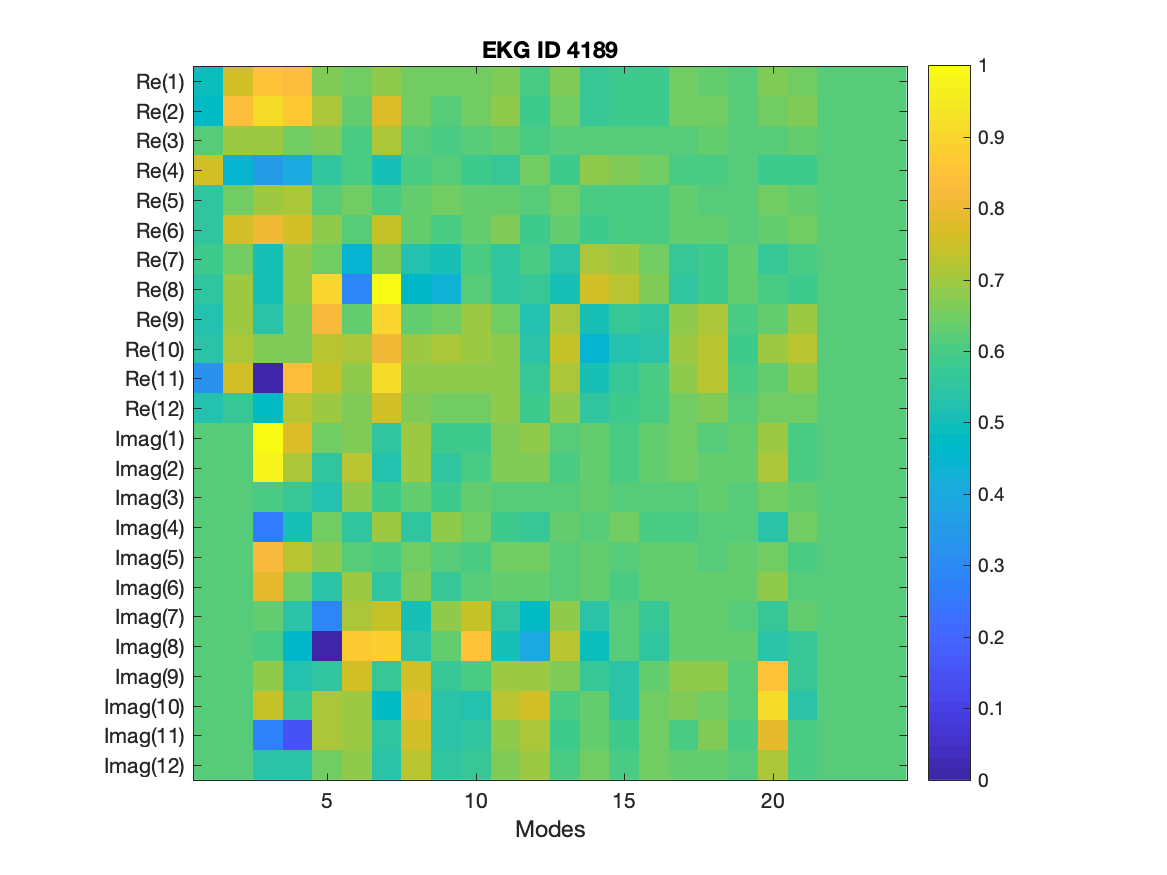 EKG ID 4189
Re(1)
Re(2)
Re(3)
Re(4)
Re(5)
Re(6)
Re(7)
Re(8)
Re(9)
Re(10)
Re(11)
Re(12)
Imag(1)
Imag(2)
Imag(3)
Imag(4)
Imag(5)
Imag(6)
Imag(7)
Imag(8)
Imag(9)
Imag(10)
Imag(11)
Imag(12)
5 10 15 20
Modes
1
0.9
0.8
0.7
0.6
0.5
0.4
0.3
0.2
0.1
0